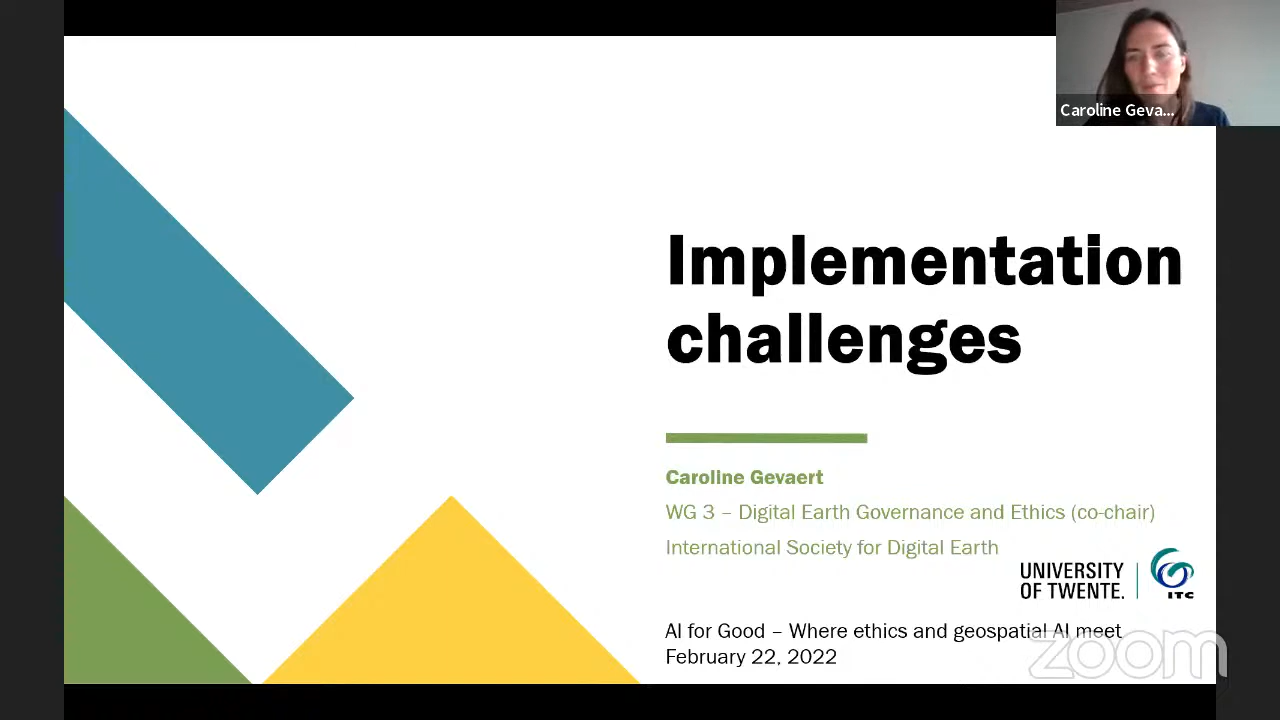 Caroline Geva...
Implementation
challenges
Caroline Gevaert
WG 3 – Digital Earth Governance and Ethics (co-chair)
International Society for Digital Earth
UNIVERSITY
OF TWENTE.
ITC
AI for Good – Where ethics and geospatial AI meet
February 22, 2022
zoom